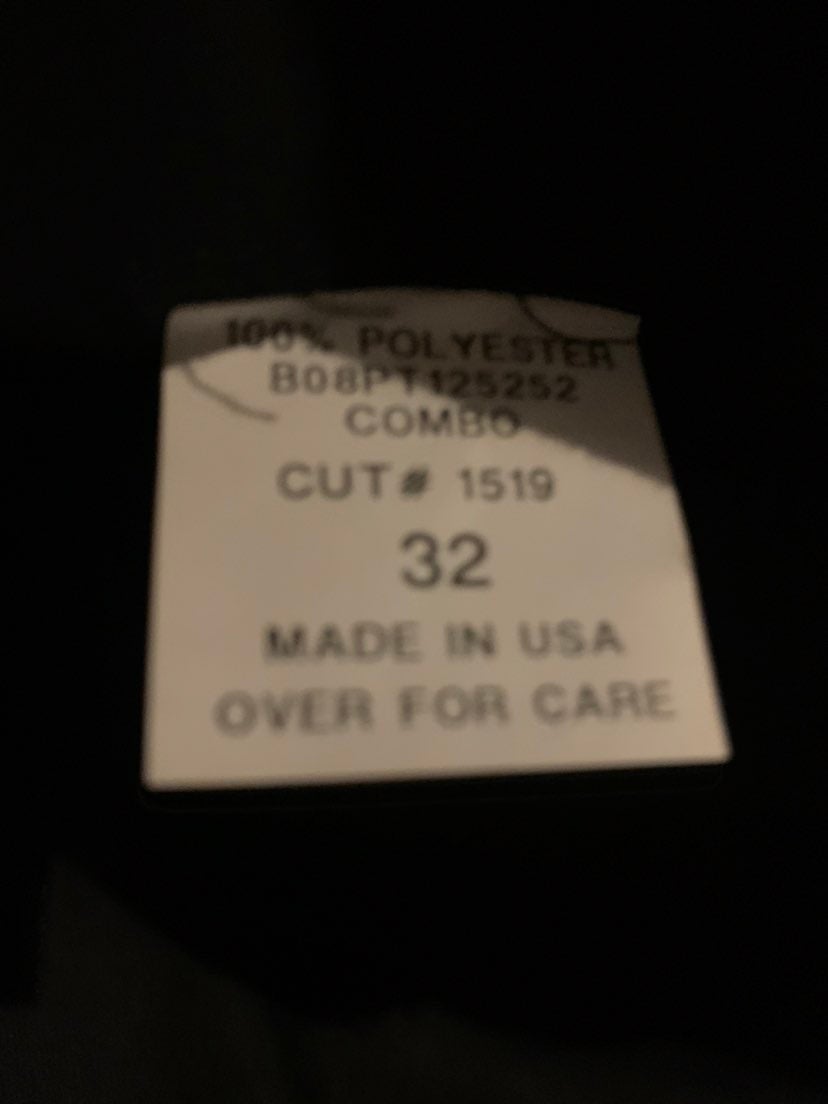 100% POLYESTER
B08PT125252
COMBO
CUT# 1519
32
MADE IN USA
OVER FOR CARE